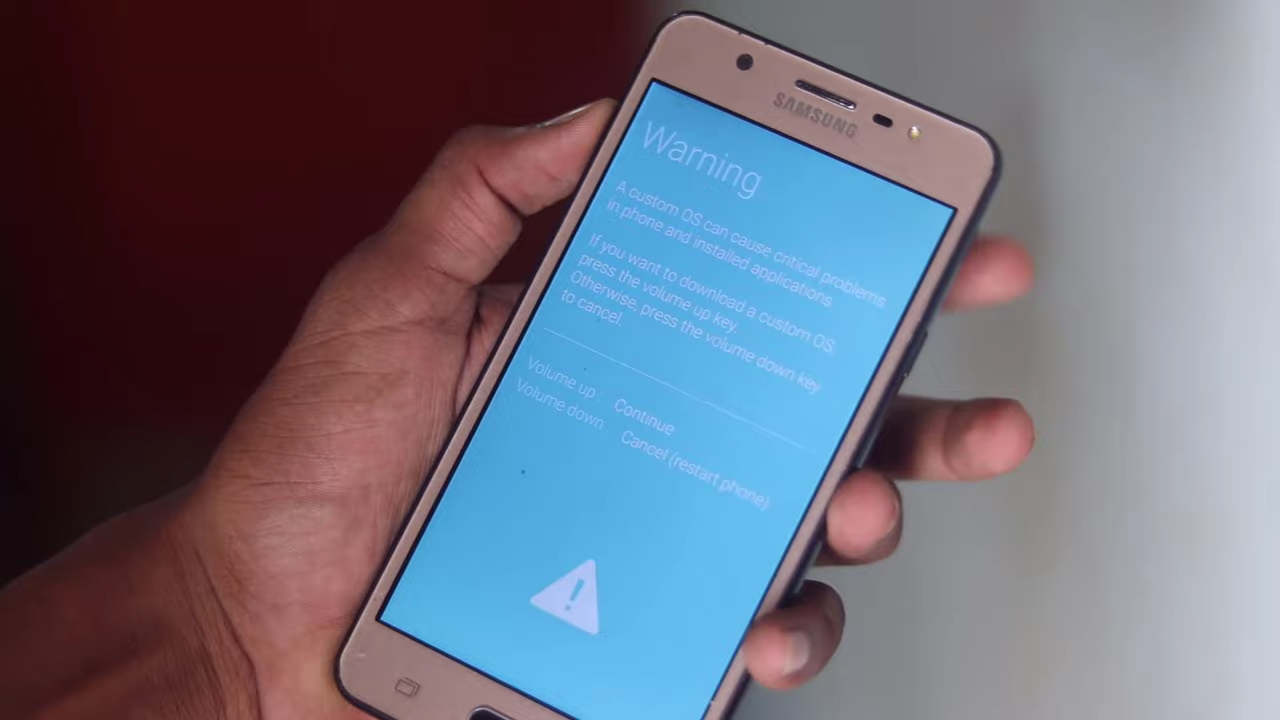 SAMSUNG
Warning
A custom OS can cause critical problems
in phone and installed applications
If you want to download a custom OS,
press the volume up key.
Otherwise, press the volume down key
to cancel.
Volume up : Continue
Volume down : Cancel (restart phone)
!